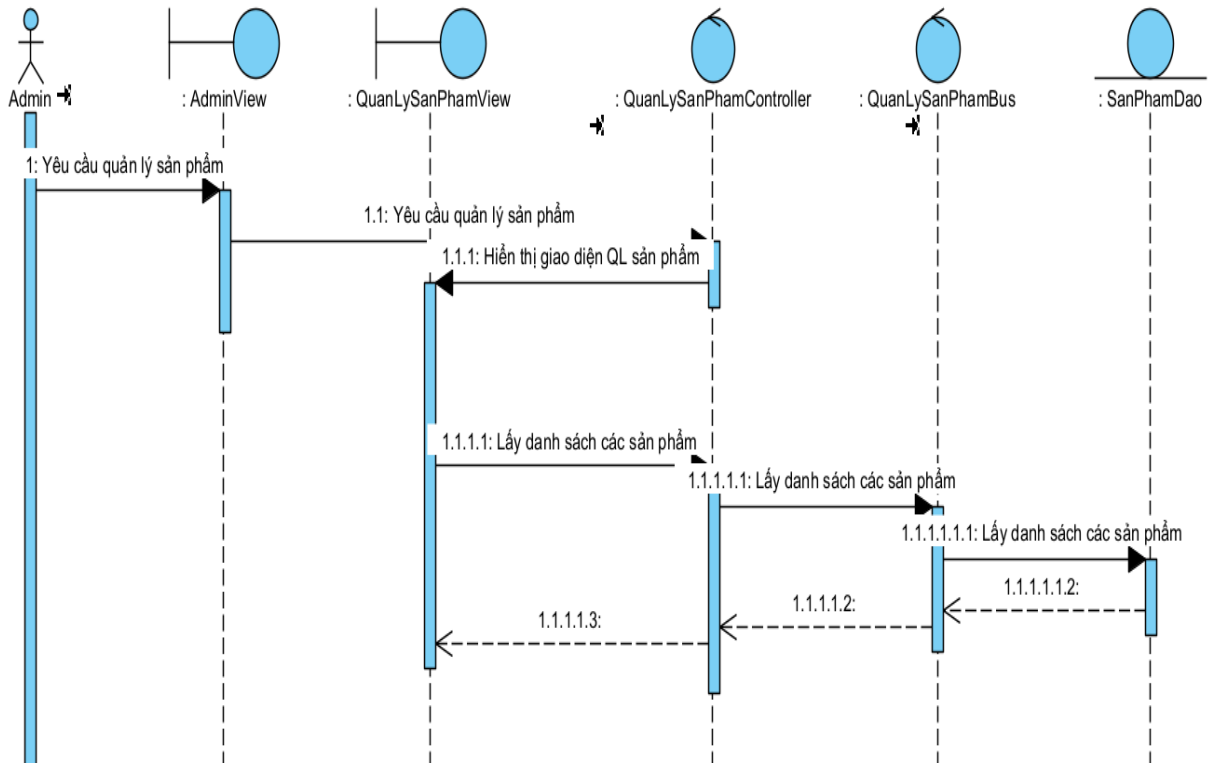 Admin
: AdminView
: QuanLySanPhamView
: QuanLySanPhamController
: QuanLySanPhamBus
: SanPhamDao
1: Yêu cầu quản lý sản phẩm
1.1: Yêu cầu quản lý sản phẩm
1.1.1: Hiển thị giao diện QL sản phẩm
1.1.1.1: Lấy danh sách các sản phẩm
1.1.1.1.1: Lấy danh sách các sản phẩm
1.1.1.1.1.1: Lấy danh sách các sản phẩm
1.1.1.1.1.2:
1.1.1.1.2:
1.1.1.1.3: